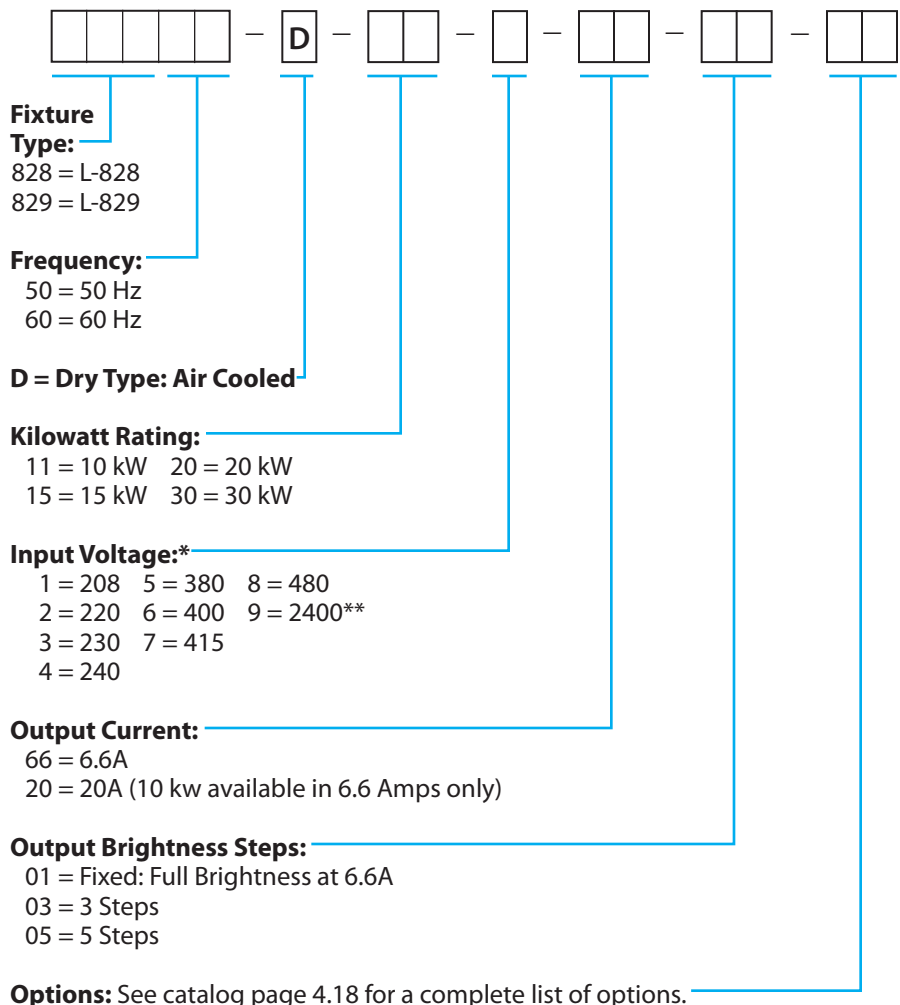 – D – – – – –
Fixture
Type:
828 = L-828
829 = L-829
Frequency:
50 = 50 Hz
60 = 60 Hz
D = Dry Type: Air Cooled
Kilowatt Rating:
11 = 10 kW 20 = 20 kW
15 = 15 kW 30 = 30 kW
Input Voltage:*
1 = 208 5 = 380 8 = 480
2 = 220 6 = 400 9 = 2400**
3 = 230 7 = 415
4 = 240
Output Current:
66 = 6.6A
20 = 20A (10 kw available in 6.6 Amps only)
Output Brightness Steps:
01 = Fixed: Full Brightness at 6.6A
03 = 3 Steps
05 = 5 Steps
Options: See catalog page 4.18 for a complete list of options.